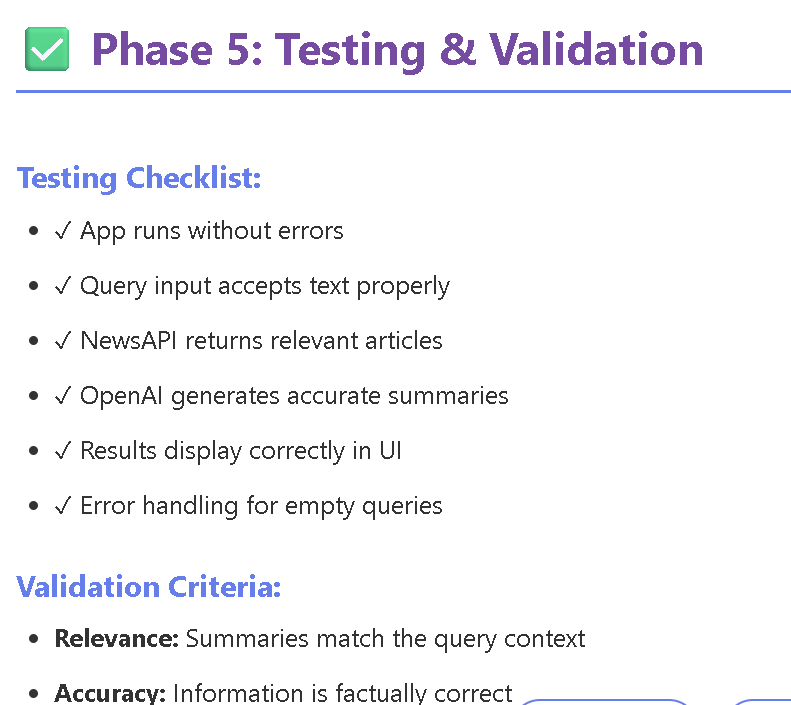 ✅ Phase 5: Testing & Validation
Testing Checklist:
• ✓ App runs without errors
• ✓ Query input accepts text properly
• ✓ NewsAPI returns relevant articles
• ✓ OpenAI generates accurate summaries
• ✓ Results display correctly in UI
• ✓ Error handling for empty queries
Validation Criteria:
• Relevance: Summaries match the query context
• Accuracy: Information is factually correct